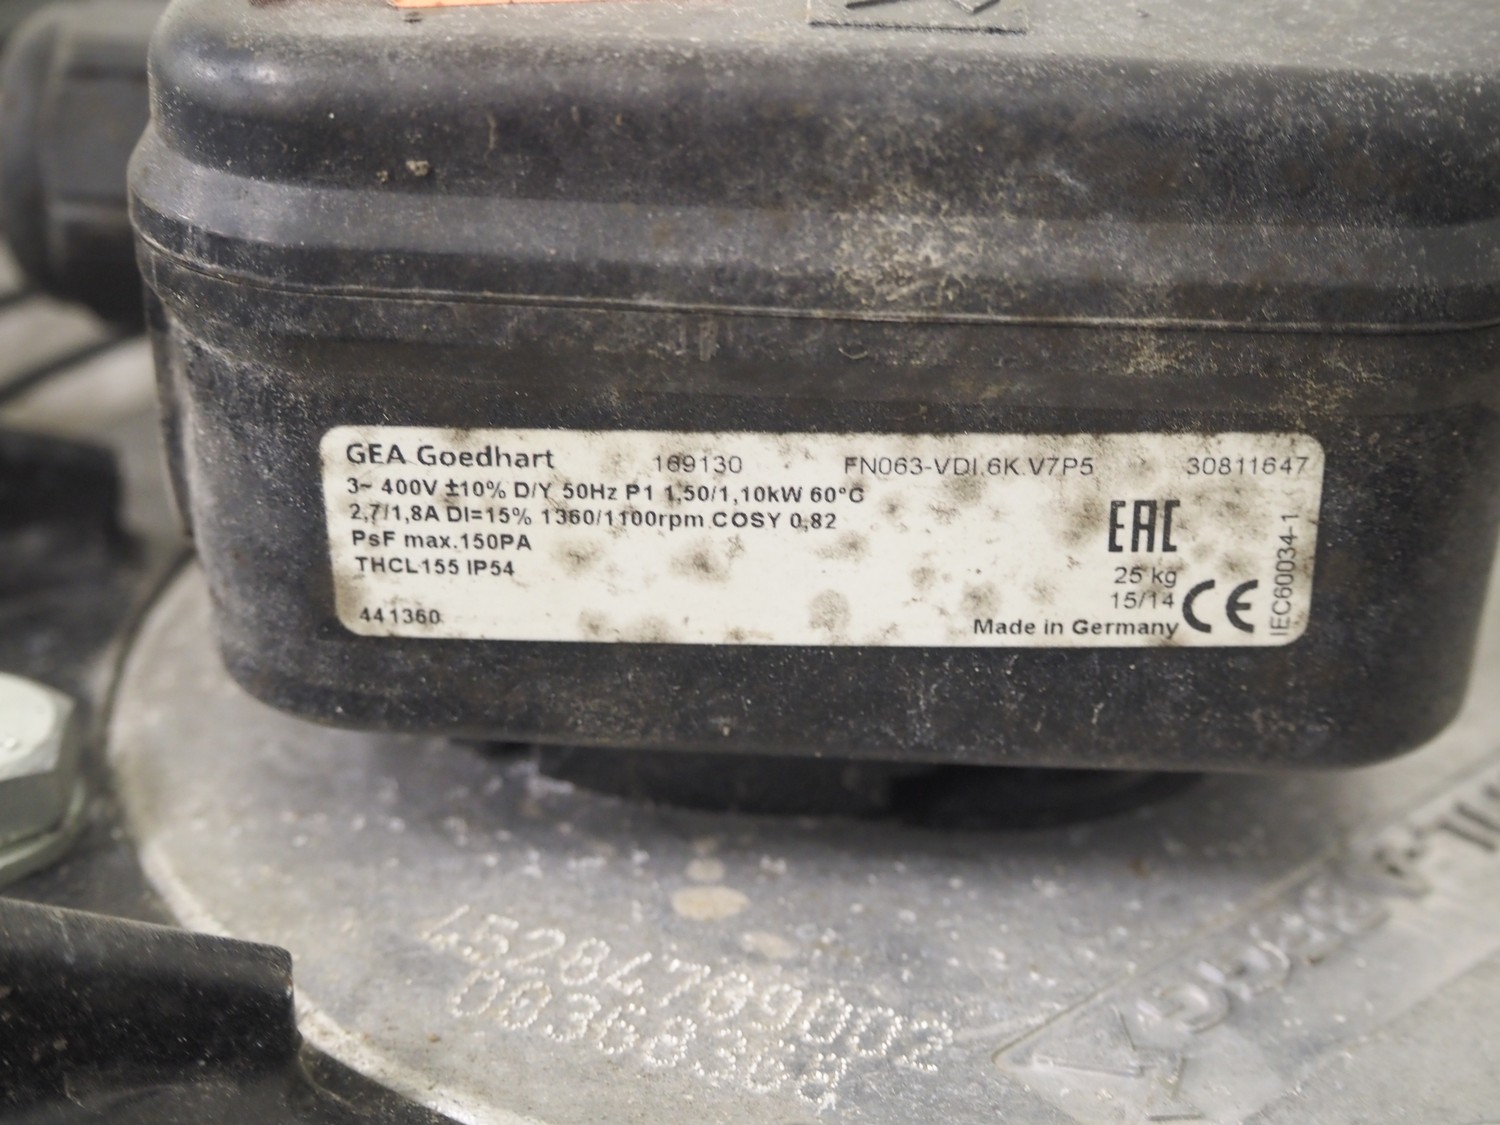 GEA Goedhart 169130 FN063-VDI.6K.V7P5 30811647
3~ 400V ±10% D/Y 50Hz P1 1,50/1,10kW 60°C
2,7/1,8A DI=15% 1360/1100rpm COSY 0,82
PsF max.150PA
THCL155 IP54
441360
EAC
25 kg
15/14
CE
Made in Germany
IEC60034-1